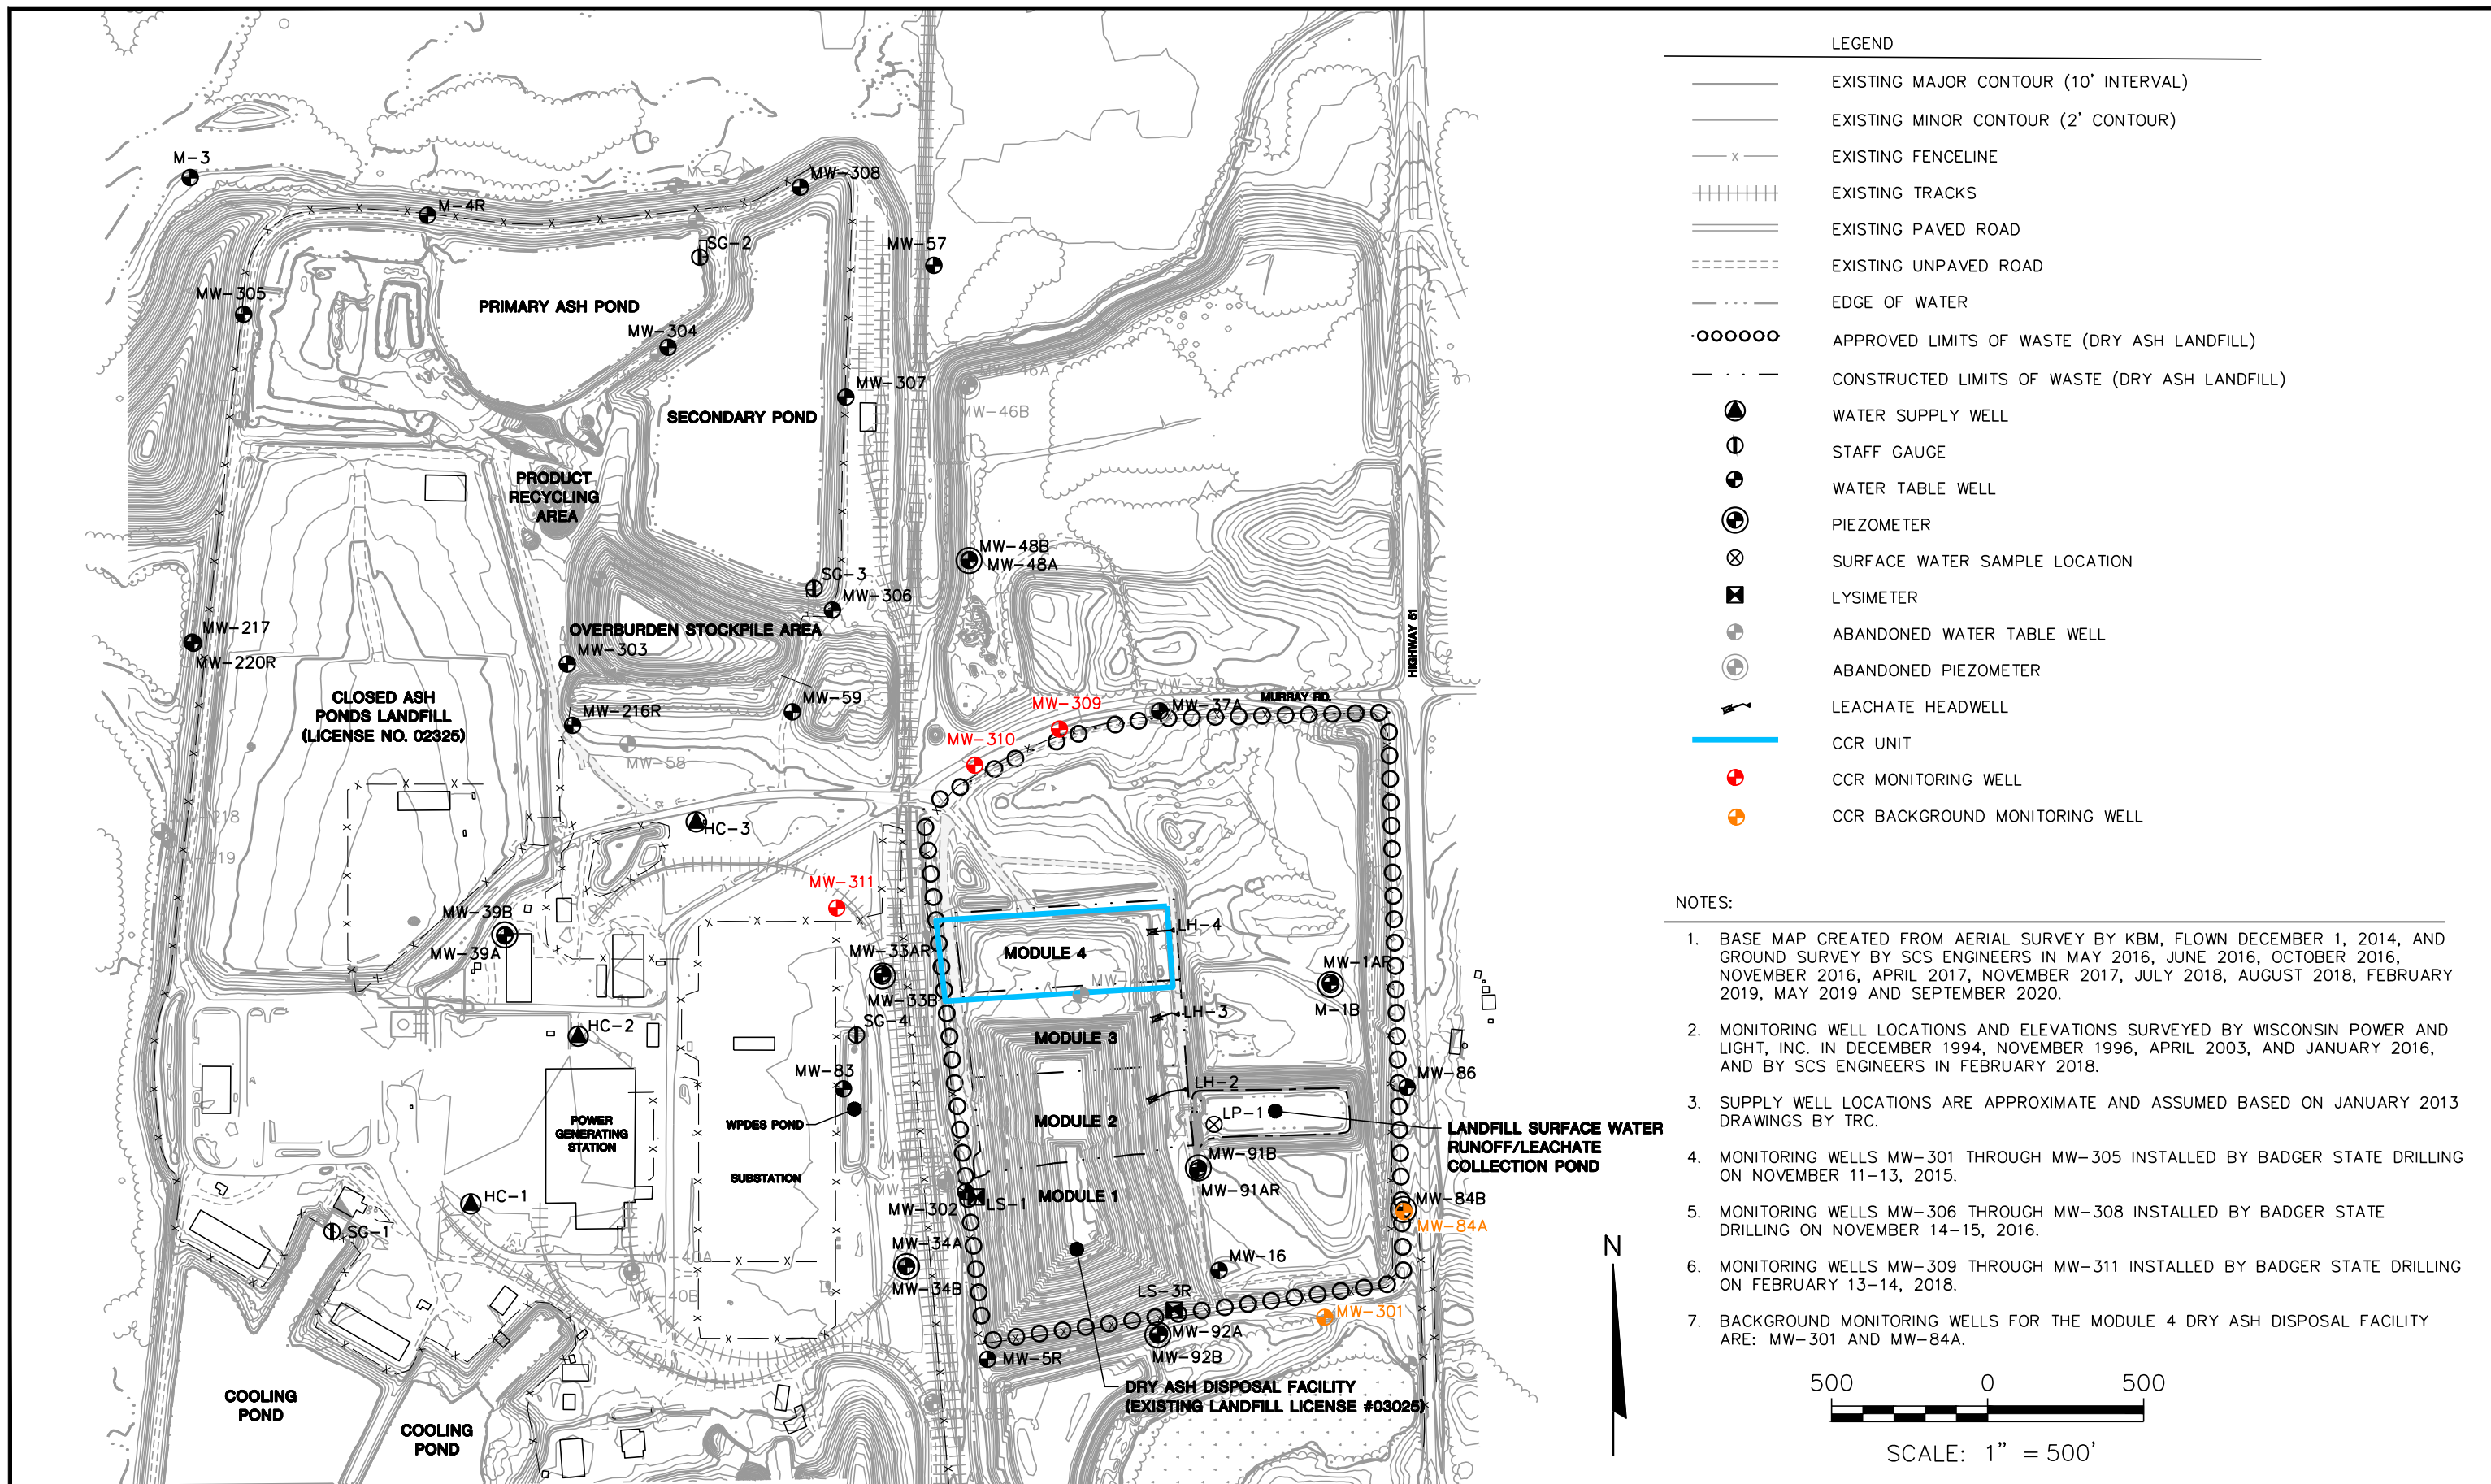 M-3
M-4R
M-5
MW-308
SG-2
MW-57
MW-305
PRIMARY ASH POND
MW-304
MW-46A
MW-307
MW-46B
SECONDARY POND
PRODUCT
RECYCLING
AREA
MW-48B
MW-48A
SG-3
MW-306
MW-217
OVERBURDEN STOCKPILE AREA
MW-220R
MW-303
HIGHWAY 61
CLOSED ASH
PONDS LANDFILL
(LICENSE NO. 02325)
MW-59
MW-216R
MW-58
MW-309
MW-37B
MW-37A
MURRAY RD.
MW-310
HC-3
MW-311
MW-39B
MW-39A
MW-33AR
MW-33B
MODULE 4
LH-4
MW-1AR
M-1B
SG-4
HC-2
MODULE 3
LH-3
MW-83
LH-2
MW-86
WPDES POND
POWER
GENERATING
STATION
MODULE 2
LP-1
LANDFILL SURFACE WATER
RUNOFF/LEACHATE
COLLECTION POND
SUBSTATION
MW-91B
MW-91AR
MODULE 1
HC-1
SG-1
MW-302
LS-1
MW-84B
MW-84A
MW-34A
MW-34B
MW-40A
MW-40B
MW-16
LS-3R
MW-301
MW-92A
MW-92B
MW-5R
DRY ASH DISPOSAL FACILITY
(EXISTING LANDFILL LICENSE #03025)
COOLING
POND
COOLING
POND
N
LEGEND
EXISTING MAJOR CONTOUR (10' INTERVAL)
EXISTING MINOR CONTOUR (2' CONTOUR)
EXISTING FENCELINE
EXISTING TRACKS
EXISTING PAVED ROAD
EXISTING UNPAVED ROAD
EDGE OF WATER
APPROVED LIMITS OF WASTE (DRY ASH LANDFILL)
CONSTRUCTED LIMITS OF WASTE (DRY ASH LANDFILL)
WATER SUPPLY WELL
STAFF GAUGE
WATER TABLE WELL
PIEZOMETER
SURFACE WATER SAMPLE LOCATION
LYSIMETER
ABANDONED WATER TABLE WELL
ABANDONED PIEZOMETER
LEACHATE HEADWELL
CCR UNIT
CCR MONITORING WELL
CCR BACKGROUND MONITORING WELL
NOTES:
1. BASE MAP CREATED FROM AERIAL SURVEY BY KBM, FLOWN DECEMBER 1, 2014, AND
GROUND SURVEY BY SCS ENGINEERS IN MAY 2016, JUNE 2016, OCTOBER 2016,
NOVEMBER 2016, APRIL 2017, NOVEMBER 2017, JULY 2018, AUGUST 2018, FEBRUARY
2019, MAY 2019 AND SEPTEMBER 2020.
2. MONITORING WELL LOCATIONS AND ELEVATIONS SURVEYED BY WISCONSIN POWER AND
LIGHT, INC. IN DECEMBER 1994, NOVEMBER 1996, APRIL 2003, AND JANUARY 2016,
AND BY SCS ENGINEERS IN FEBRUARY 2018.
3. SUPPLY WELL LOCATIONS ARE APPROXIMATE AND ASSUMED BASED ON JANUARY 2013
DRAWINGS BY TRC.
4. MONITORING WELLS MW-301 THROUGH MW-305 INSTALLED BY BADGER STATE DRILLING
ON NOVEMBER 11-13, 2015.
5. MONITORING WELLS MW-306 THROUGH MW-308 INSTALLED BY BADGER STATE
DRILLING ON NOVEMBER 14-15, 2016.
6. MONITORING WELLS MW-309 THROUGH MW-311 INSTALLED BY BADGER STATE DRILLING
ON FEBRUARY 13-14, 2018.
7. BACKGROUND MONITORING WELLS FOR THE MODULE 4 DRY ASH DISPOSAL FACILITY
ARE: MW-301 AND MW-84A.
500 0 500
SCALE: 1" = 500'